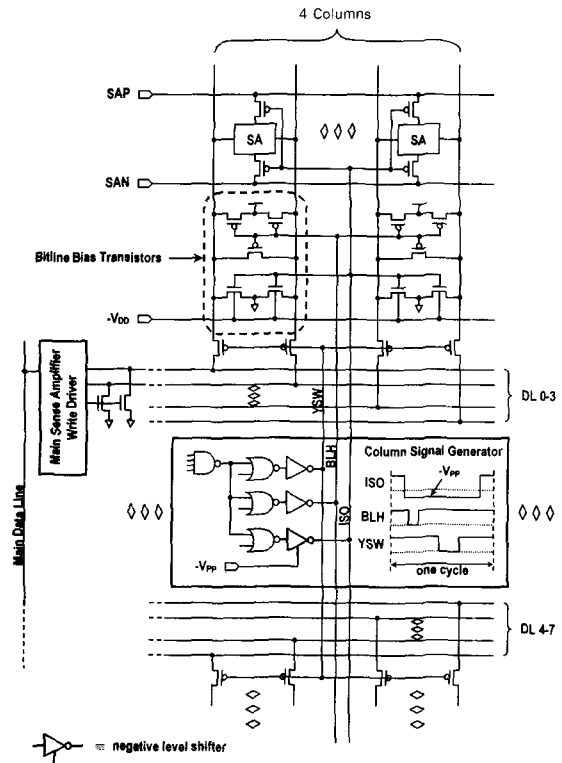 4 Columns
SAP
SA
SA
SAN
Bitline Bias Transistors
-VDD
Main Sense Amplifier
Write Driver
Main Data Line
YSW
BLH
ISO
DL 0-3
Column Signal Generator
-VPP
ISO
BLH
YSW
one cycle
-VPP
DL 4-7
≡ negative level shifter